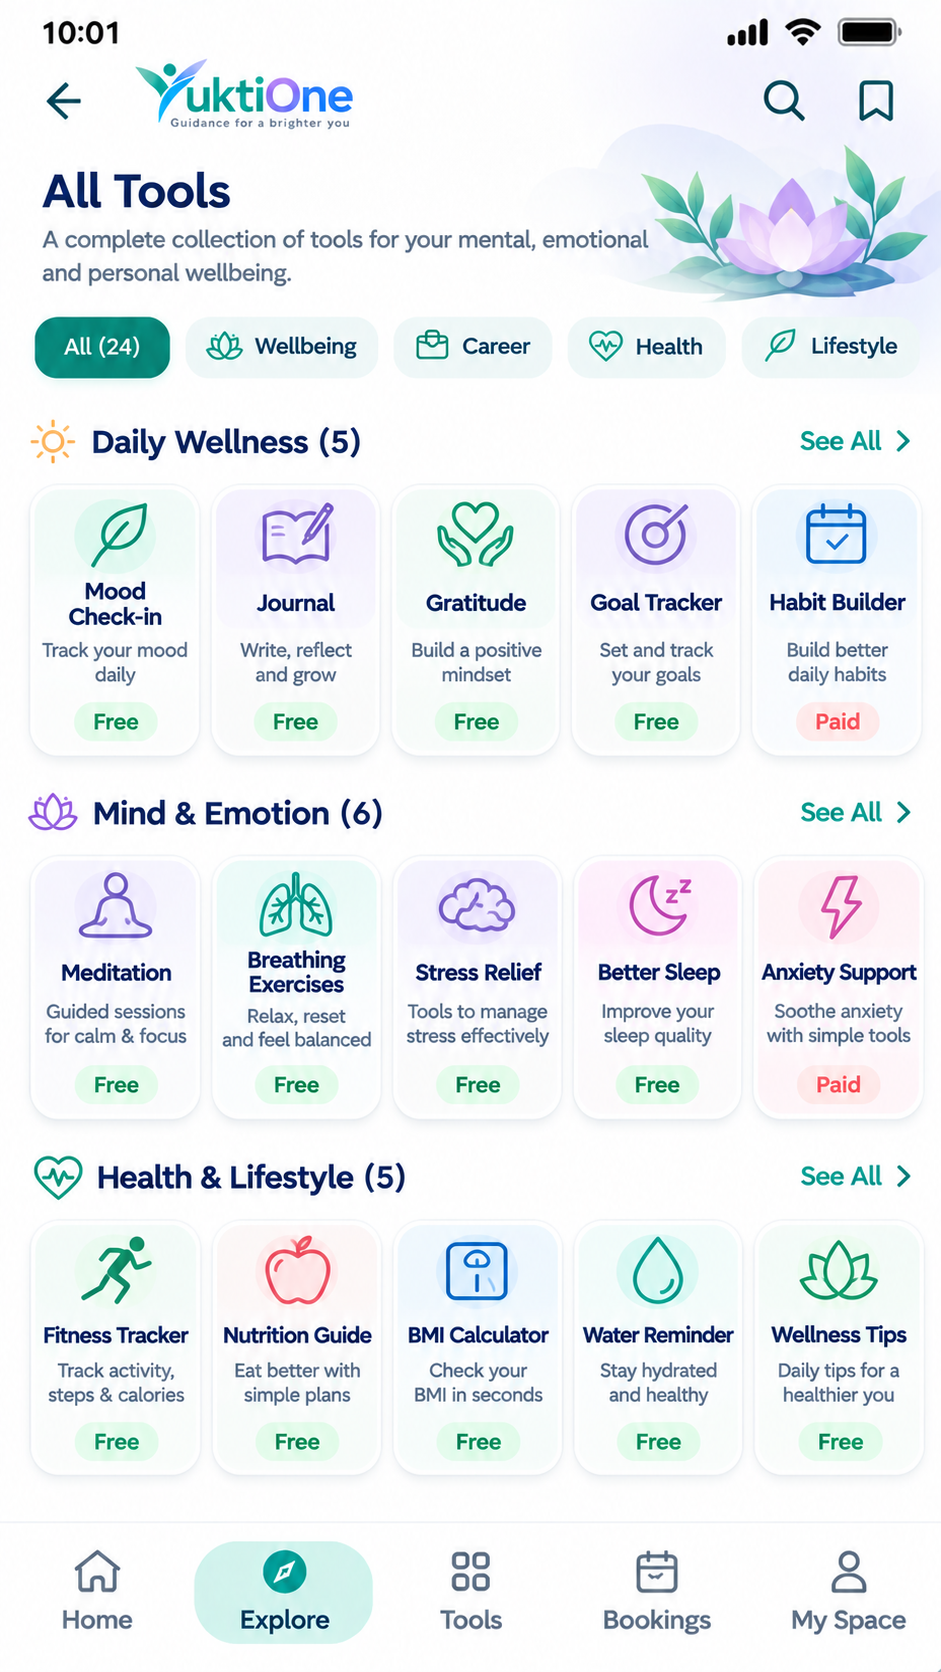 10:01
YuktiOne
Guidance for a brighter you
All Tools
A complete collection of tools for your mental, emotional
and personal wellbeing.
All (24)
Wellbeing
Career
Health
Lifestyle
Daily Wellness (5)
See All
Mood
Check-in
Track your mood
daily
Free
Journal
Write, reflect
and grow
Free
Gratitude
Build a positive
mindset
Free
Goal Tracker
Set and track
your goals
Free
Habit Builder
Build better
daily habits
Paid
Mind & Emotion (6)
See All
Meditation
Guided sessions
for calm & focus
Free
Breathing
Exercises
Relax, reset
and feel balanced
Free
Stress Relief
Tools to manage
stress effectively
Free
Better Sleep
Improve your
sleep quality
Free
Anxiety Support
Soothe anxiety
with simple tools
Paid
Health & Lifestyle (5)
See All
Fitness Tracker
Track activity,
steps & calories
Free
Nutrition Guide
Eat better with
simple plans
Free
BMI Calculator
Check your
BMI in seconds
Free
Water Reminder
Stay hydrated
and healthy
Free
Wellness Tips
Daily tips for a
healthier you
Free
Home
Explore
Tools
Bookings
My Space